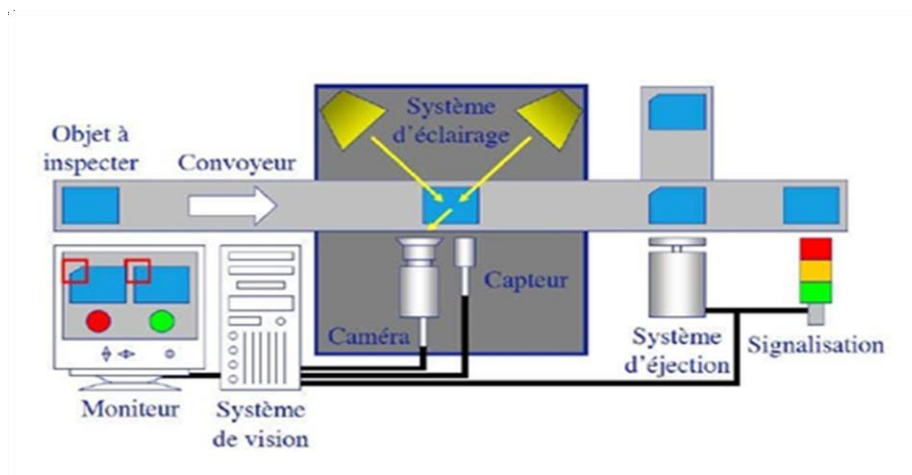 Système
d'éclairage
Objet à
inspecter
Convoyeur
Capteur
Caméra
Système
d'éjection
Signalisation
Moniteur
Système
de vision